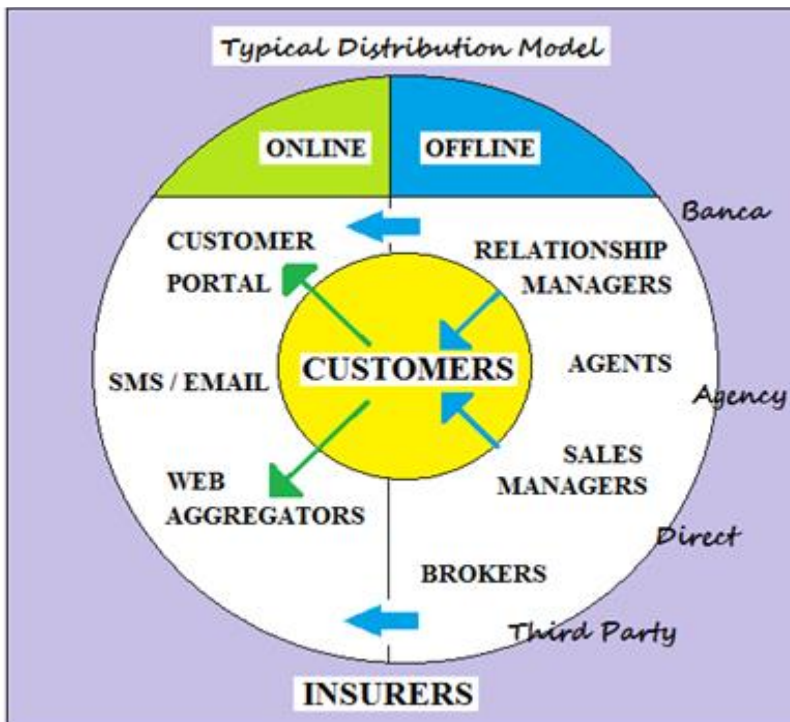 Typical Distribution Model
ONLINE
OFFLINE
Banca
CUSTOMER
PORTAL
RELATIONSHIP
MANAGERS
CUSTOMERS
SMS / EMAIL
AGENTS
Agency
WEB
AGGREGATORS
SALES
MANAGERS
Direct
BROKERS
Third Party
INSURERS